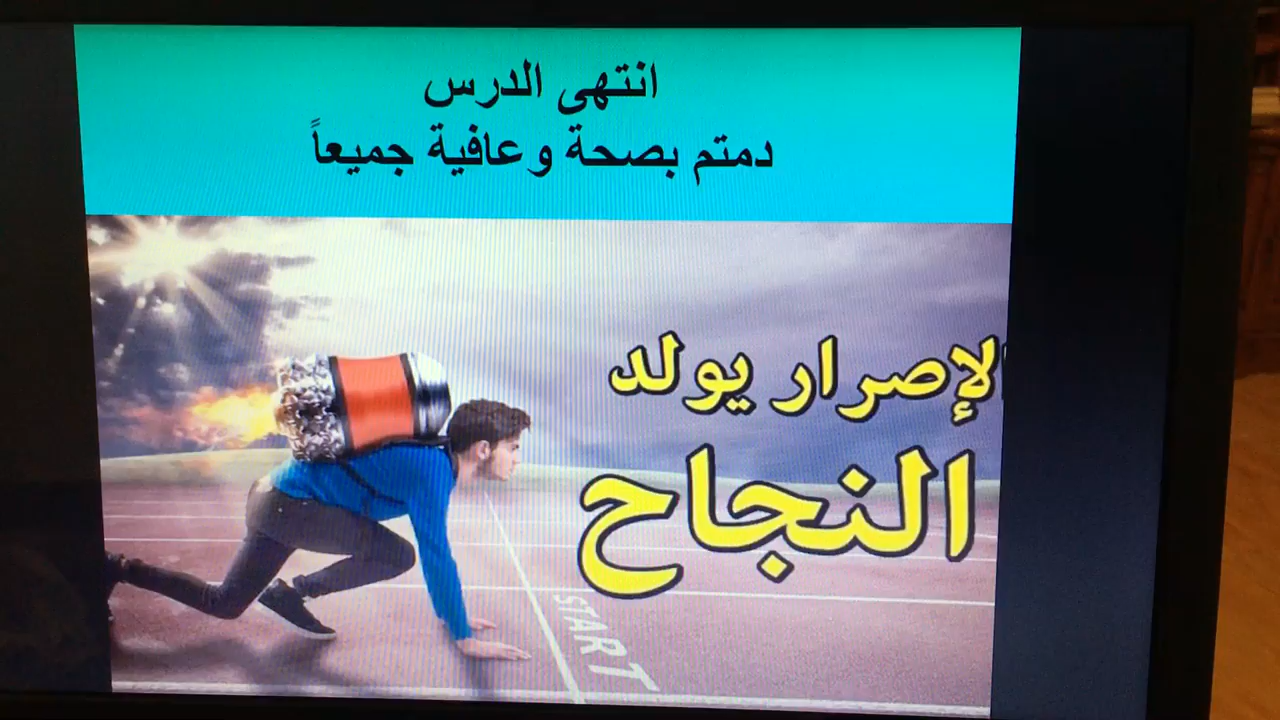 انتهى الدرس
دمتم بصحة وعافية جميعاً
الإصرار يولد
النجاح
START